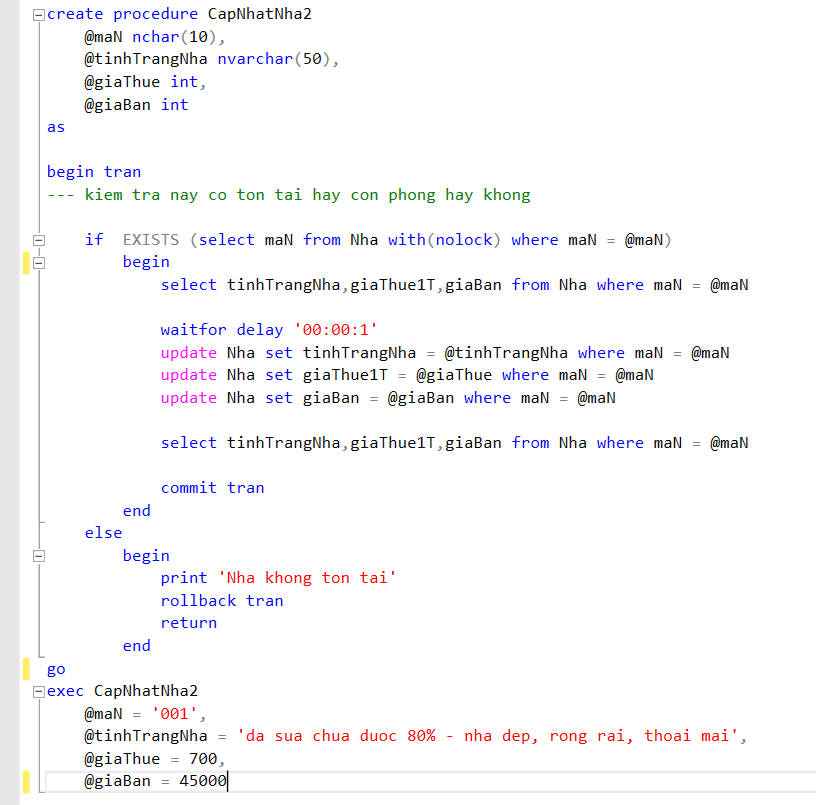 create procedure CapNhatNha2
@maN nchar(10),
@tinhTrangNha nvarchar(50),
@giaThue int,
@giaBan int
as
begin tran
--- kiem tra nay co ton tai hay con phong hay khong
if  EXISTS (select maN from Nha with(nolock) where maN = @maN)
begin
select tinhTrangNha,giaThue1T,giaBan from Nha where maN = @maN
waitfor delay '00:00:1'
update Nha set tinhTrangNha = @tinhTrangNha where maN = @maN
update Nha set giaThue1T = @giaThue where maN = @maN
update Nha set giaBan = @giaBan where maN = @maN
select tinhTrangNha,giaThue1T,giaBan from Nha where maN = @maN
commit tran
end
else
begin
print 'Nha khong ton tai'
rollback tran
return
end
go
exec CapNhatNha2
@maN = '001',
@tinhTrangNha = 'da sua chua duoc 80% - nha dep, rong rai, thoai mai',
@giaThue = 700,
@giaBan = 45000